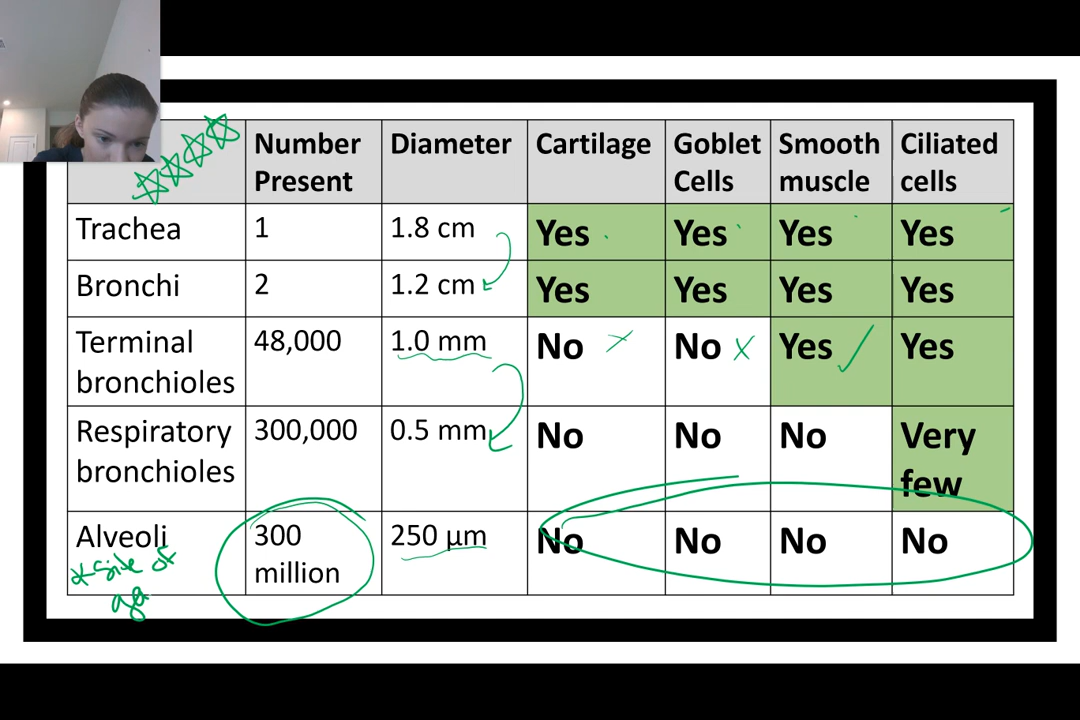 Number Present
Diameter
Cartilage
Goblet Cells
Smooth muscle
Ciliated cells
Trachea
1
1.8 cm
Yes
Yes
Yes
Yes
Bronchi
2
1.2 cm
Yes
Yes
Yes
Yes
Terminal bronchioles
48,000
1.0 mm
No
No
Yes
Yes
Respiratory bronchioles
300,000
0.5 mm
No
No
No
Very few
Alveoli
300 million
250 µm
No
No
No
No
*site of